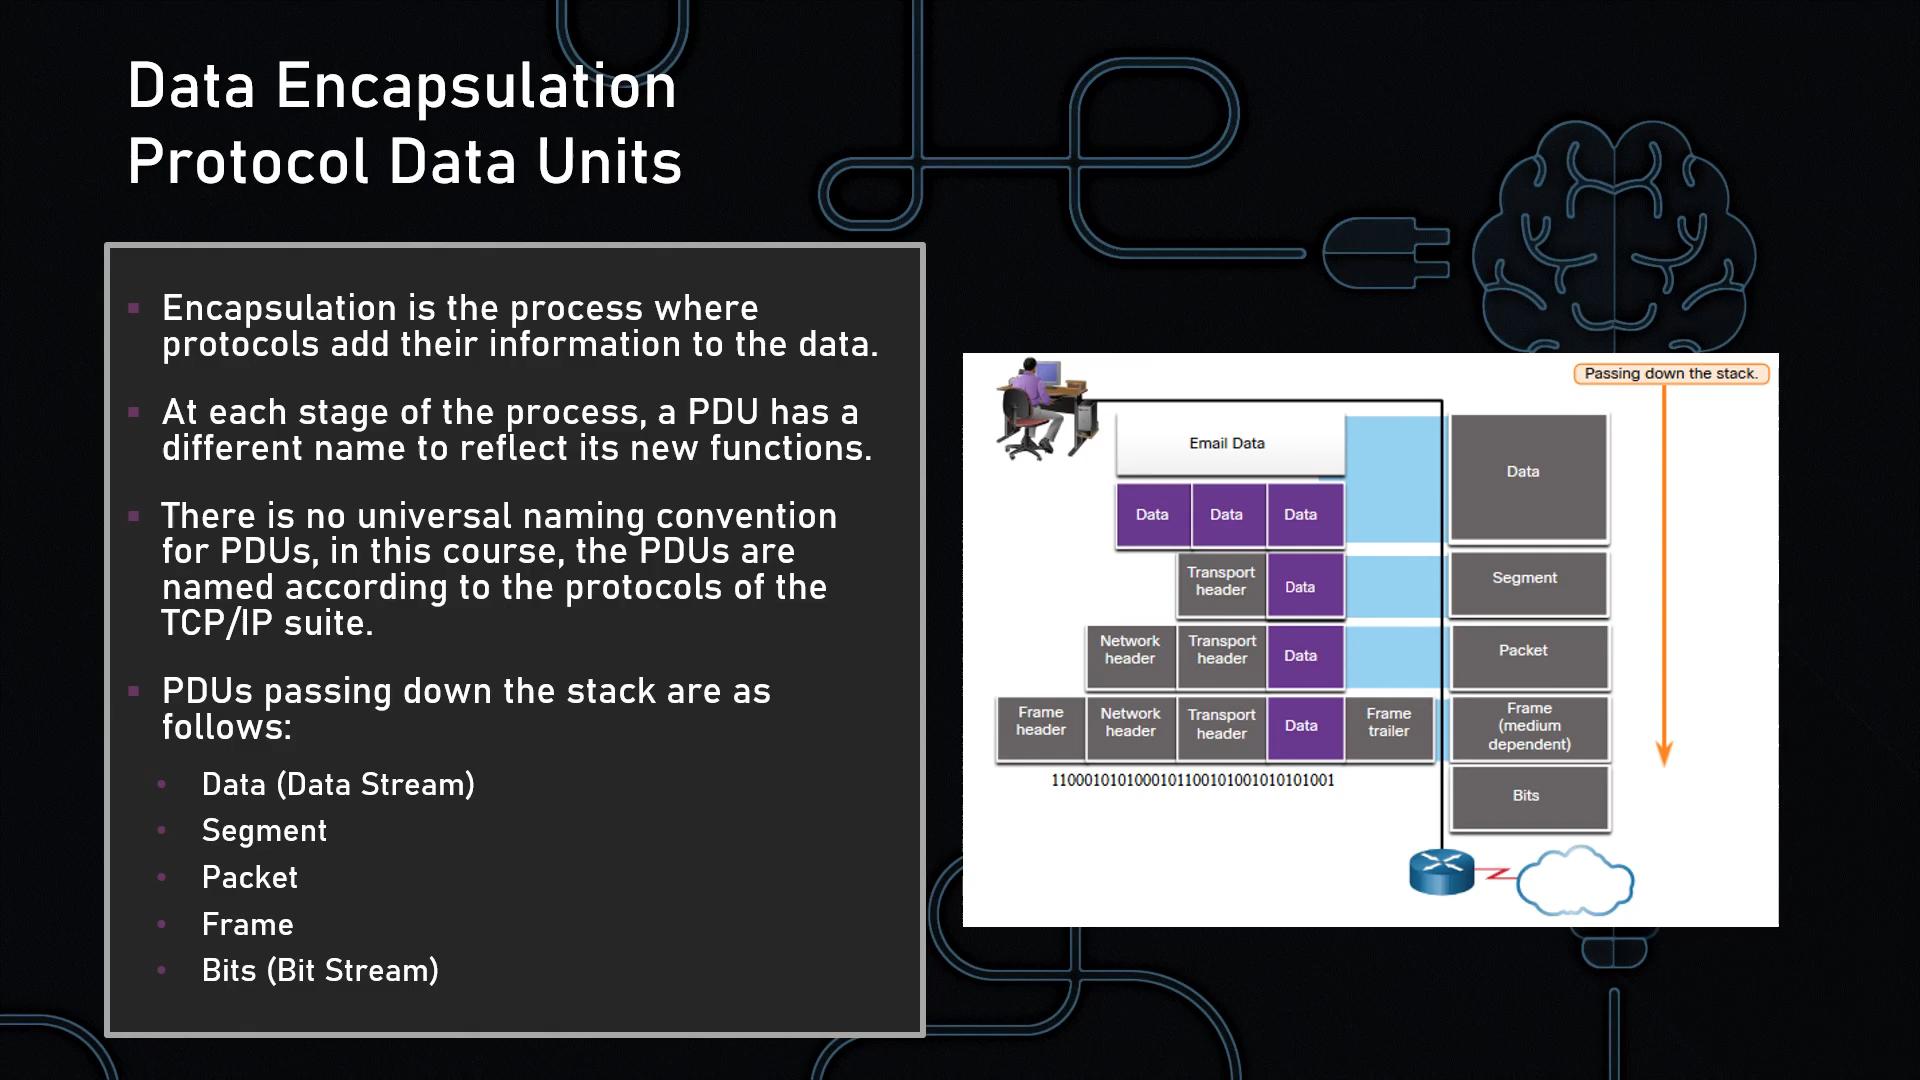 Data Encapsulation
Protocol Data Units
Encapsulation is the process where
protocols add their information to the data.
At each stage of the process, a PDU has a
different name to reflect its new functions.
There is no universal naming convention
for PDUs, in this course, the PDUs are
named according to the protocols of the
TCP/IP suite.
PDUs passing down the stack are as
follows:
Data (Data Stream)
Segment
Packet
Frame
Bits (Bit Stream)
Passing down the stack.
Email Data
Data
Data
Data
Data
Transport
header
Data
Segment
Network
header
Transport
header
Data
Packet
Frame
header
Network
header
Transport
header
Data
Frame
trailer
Frame
(medium
dependent)
1100010101000101100101001010101001
Bits